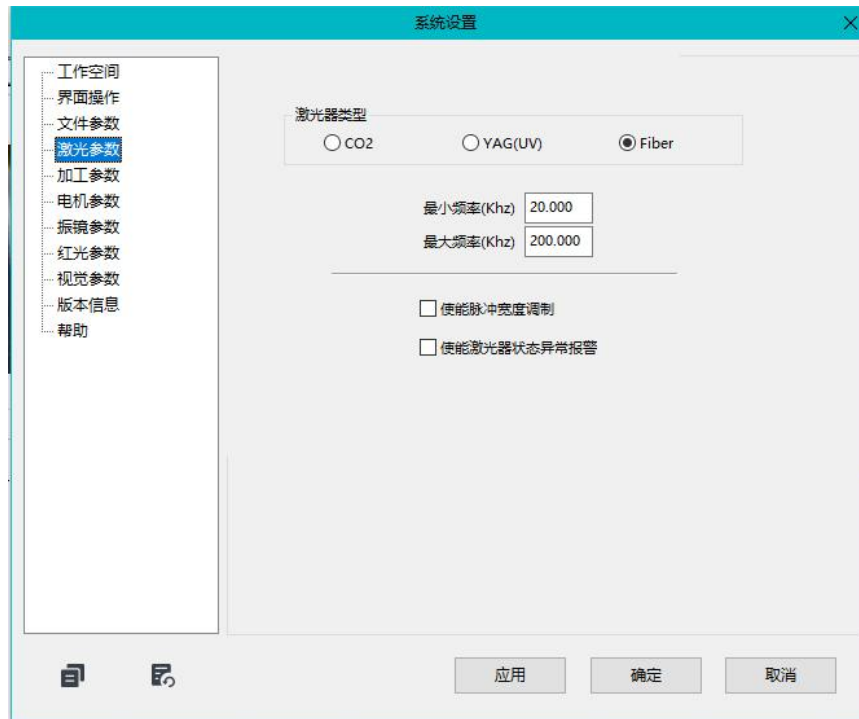 系统设置
工作空间
界面操作
文件参数
激光参数
加工参数
电机参数
振镜参数
红光参数
视觉参数
版本信息
帮助
激光器类型
CO2 YAG(UV) Fiber
最小频率(Khz) 20.000
最大频率(Khz) 200.000
使能脉冲宽度调制
使能激光器状态异常报警
应用 确定 取消